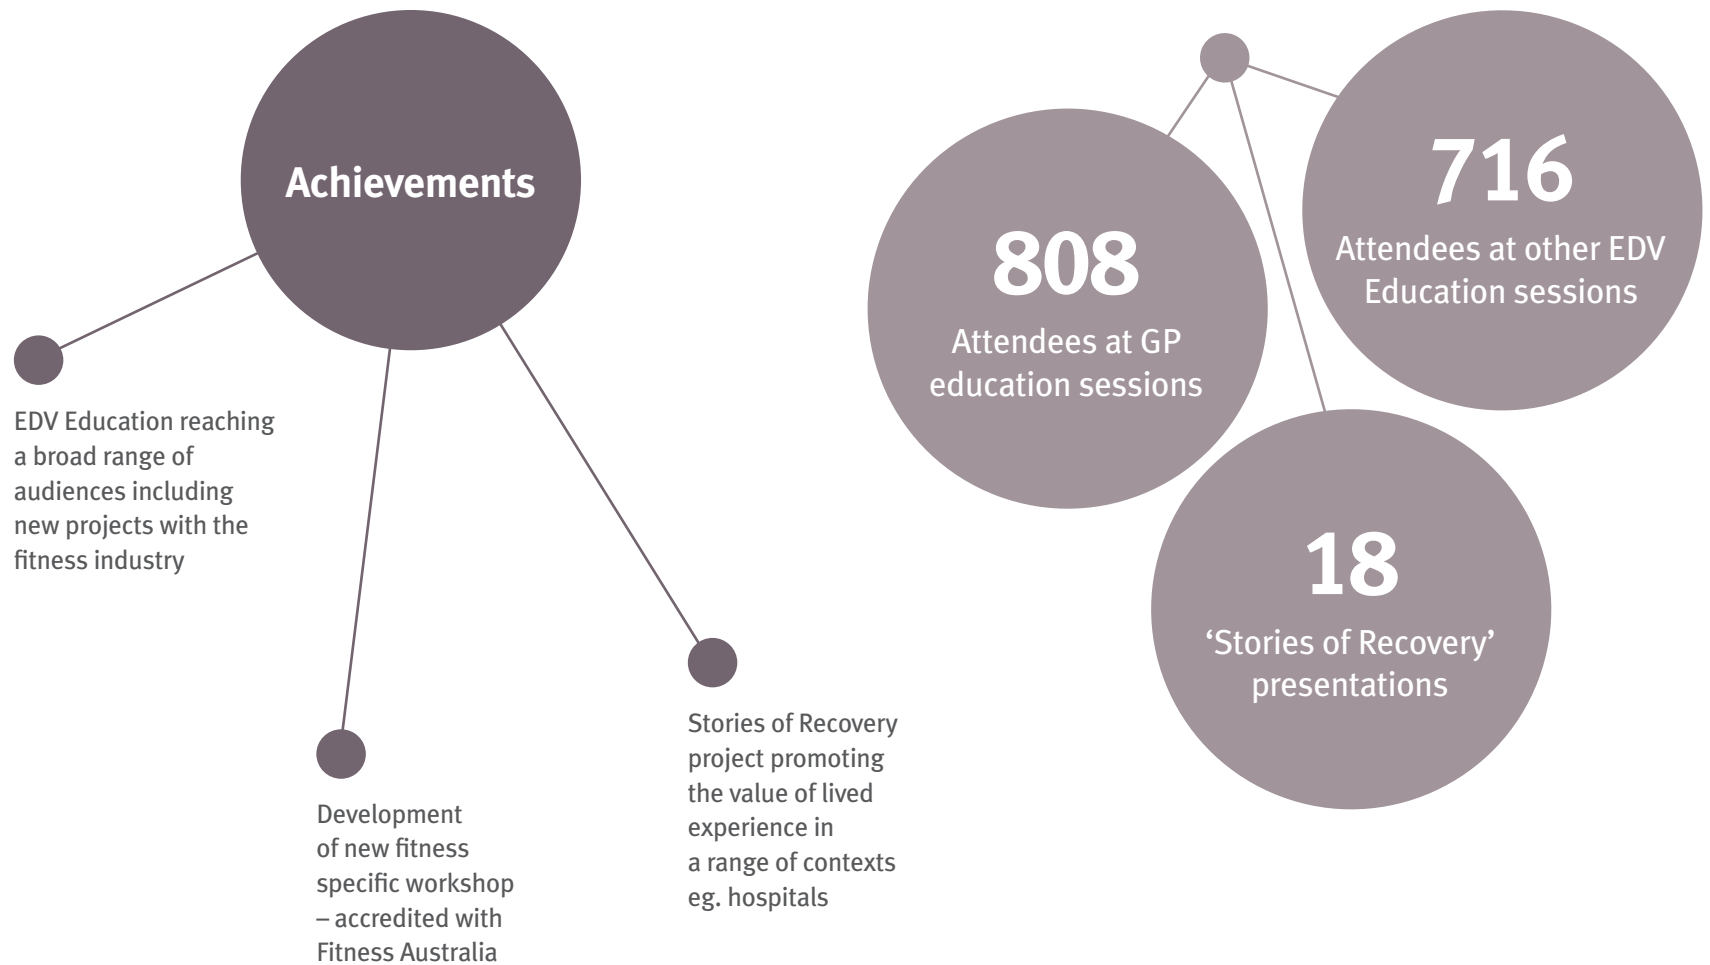 Achievements
EDV Education reaching
a broad range of
audiences including
new projects with the
fitness industry
Development
of new fitness
specific workshop
– accredited with
Fitness Australia
Stories of Recovery
project promoting
the value of lived
experience in
a range of contexts
eg. hospitals
808
Attendees at GP
education sessions
716
Attendees at other EDV
Education sessions
18
‘Stories of Recovery’
presentations